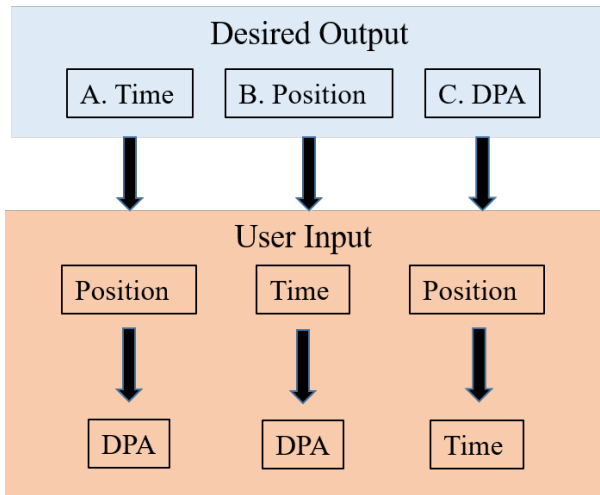 Desired Output
A. Time
B. Position
C. DPA
User Input
Position
Time
Position
DPA
DPA
Time